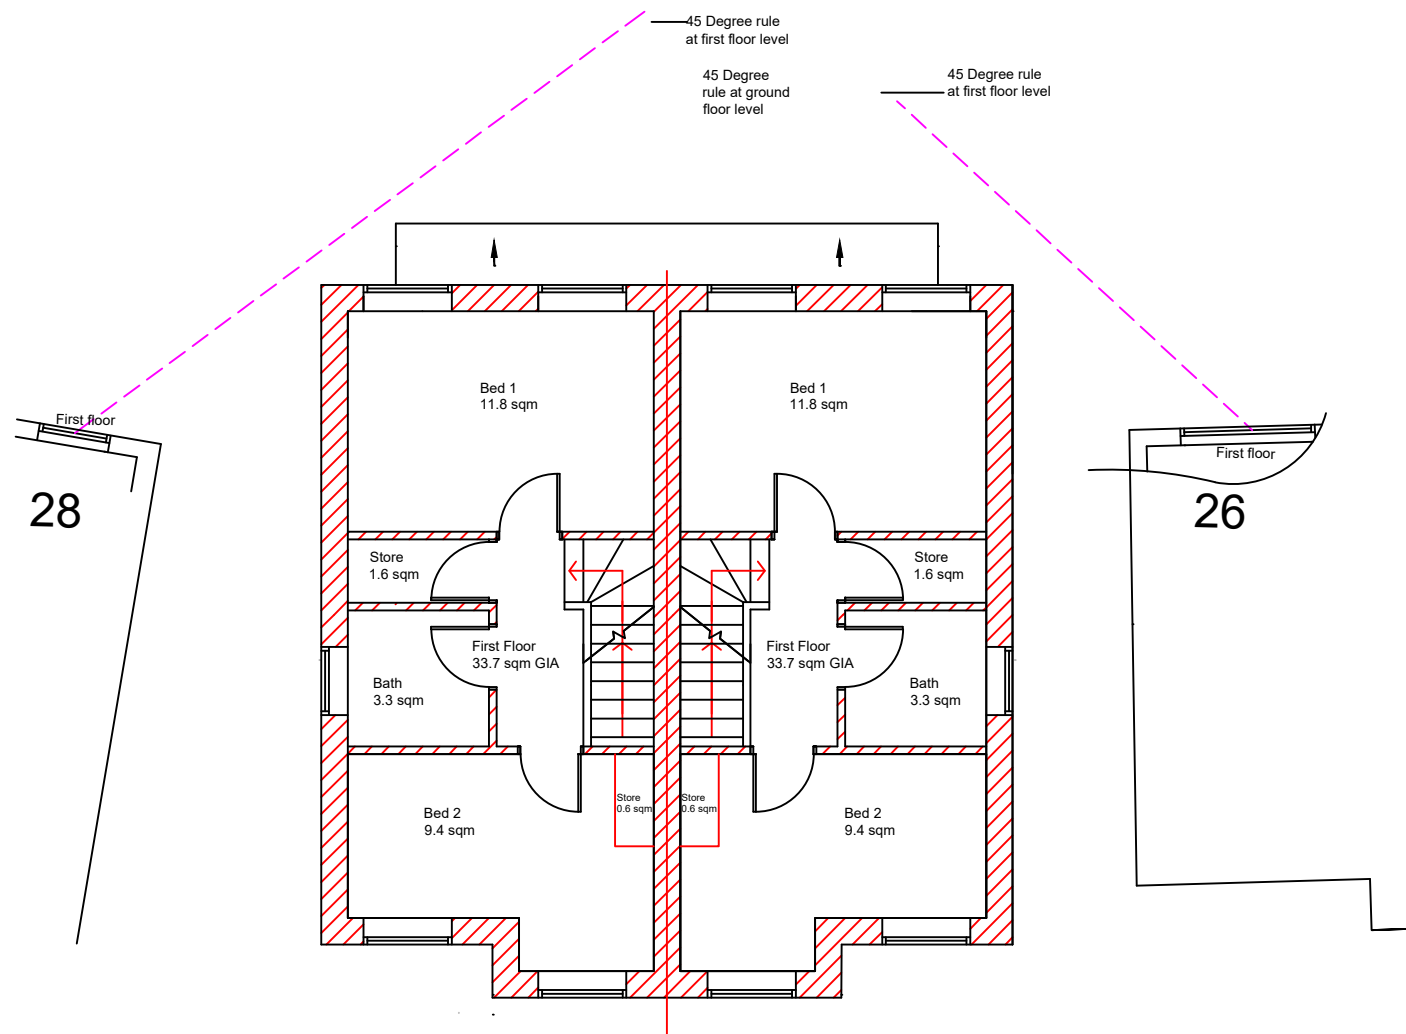 45 Degree rule
at first floor level
45 Degree
rule at ground
floor level
45 Degree rule
at first floor level
Bed 1
11.8 sqm
Bed 1
11.8 sqm
First floor
First floor
28
26
Store
1.6 sqm
Store
1.6 sqm
First Floor
33.7 sqm GIA
First Floor
33.7 sqm GIA
Bath
3.3 sqm
Bath
3.3 sqm
Store
0.6 sqm
Store
0.6 sqm
Bed 2
9.4 sqm
Bed 2
9.4 sqm